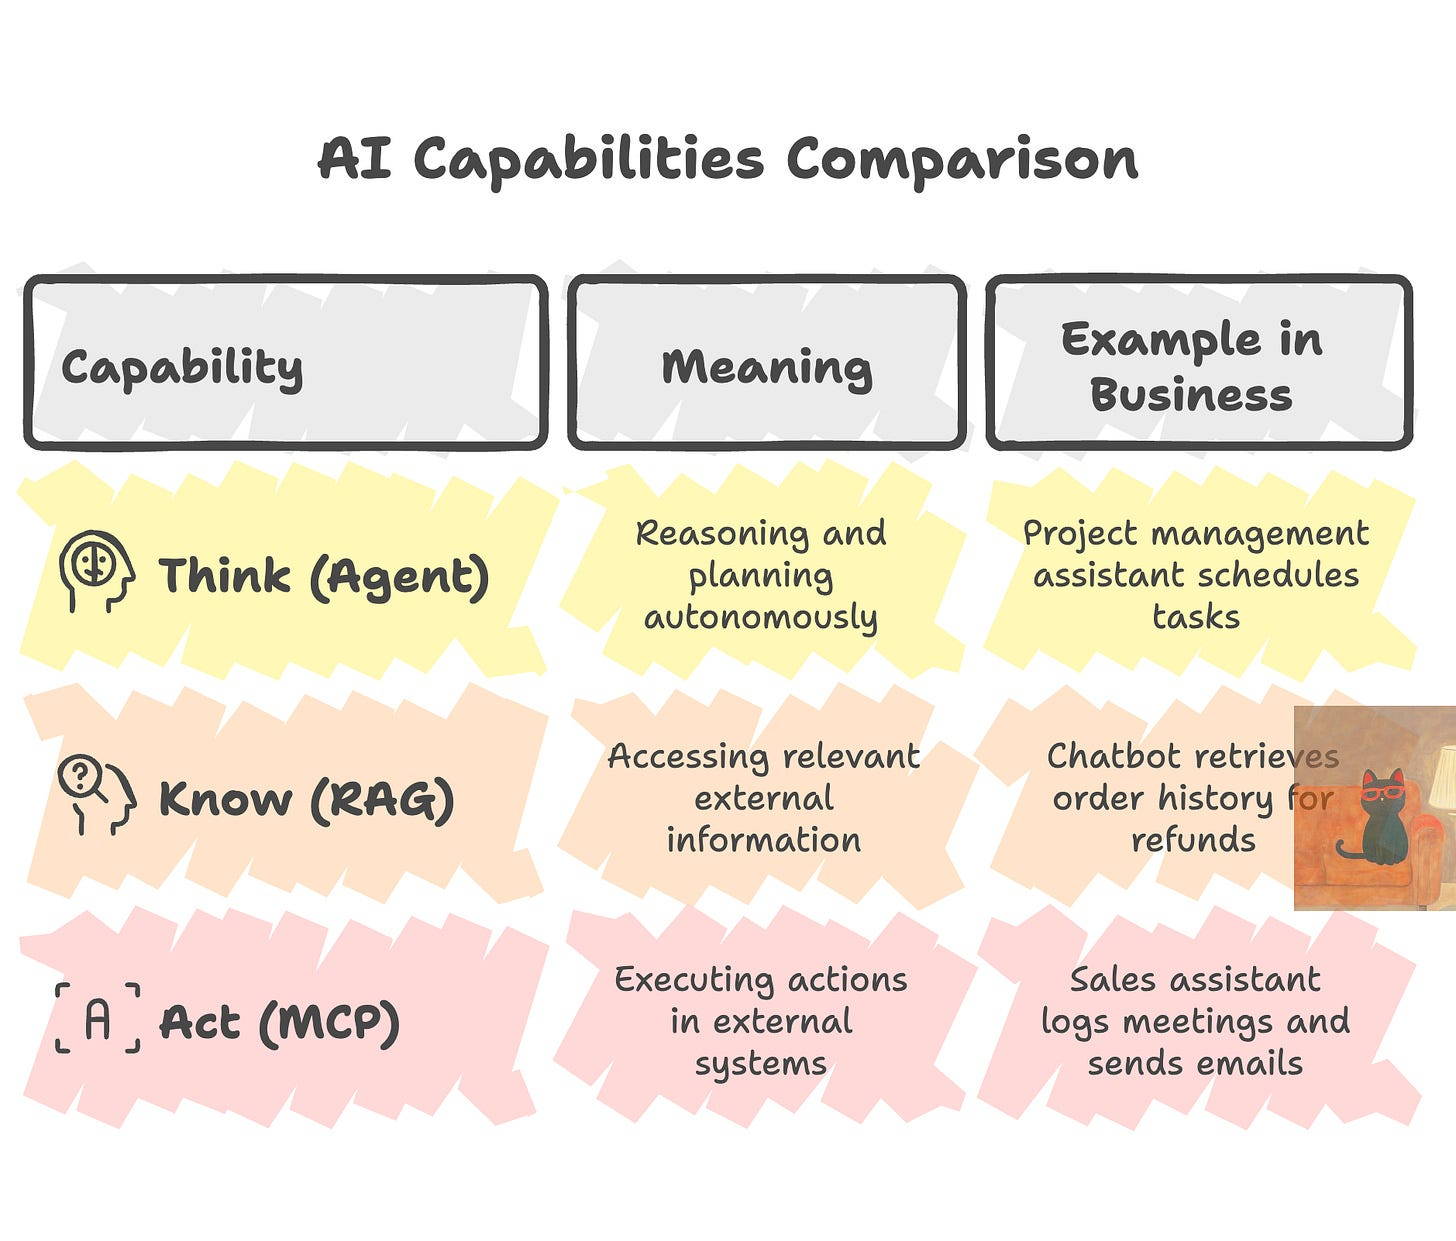 AI Capabilities Comparison
Capability
Meaning
Example in
Business
Think (Agent)
Reasoning and
planning
autonomously
Project management
assistant schedules
tasks
?
Know (RAG)
Accessing relevant
external
information
Chatbot retrieves
order history for
refunds
A
Act (MCP)
Executing actions
in external
systems
Sales assistant
logs meetings and
sends emails